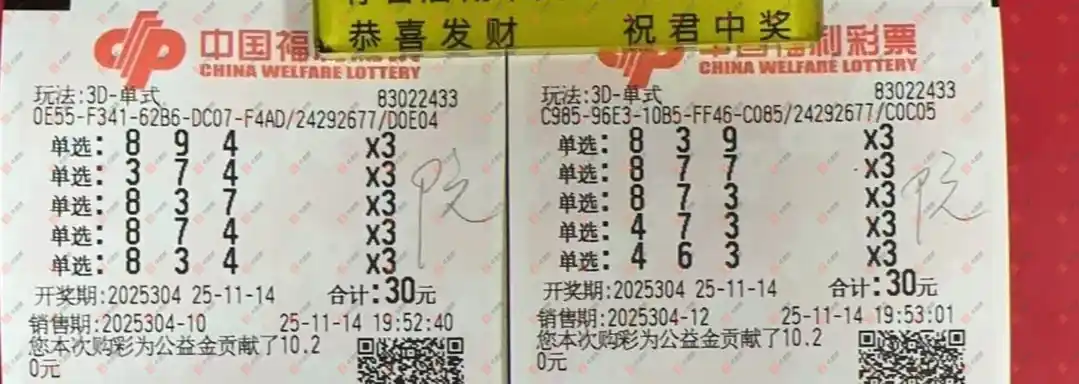 恭喜发财 祝君中奖
中国福
CHINA WELFARE LOTTERY
玩法:3D-单式 83022433
0E55-F341-62B6-DC07-F4AD/24292677/D0E04
单选: 8 9 4 x3
单选: 3 7 4 x3
单选: 8 3 7 x3
单选: 8 7 4 x3
单选: 8 3 4 x3
开奖期:2025304 25-11-14 合计:30元
销售期:2025304-10 25-11-14 19:52:40
您本次购彩为公益金贡献了10.2
0元
利彩票
CHINA WELFARE LOTTERY
玩法:3D-单式 83022433
C985-96E3-10B5-FF46-C085/24292677/C0C05
单选: 8 3 9 x3
单选: 8 7 7 x3
单选: 8 7 3 x3
单选: 4 7 3 x3
单选: 4 6 3 x3
开奖期:2025304 25-11-14 合计:30元
销售期:2025304-12 25-11-14 19:53:01
您本次购彩为公益金贡献了10.2
0元